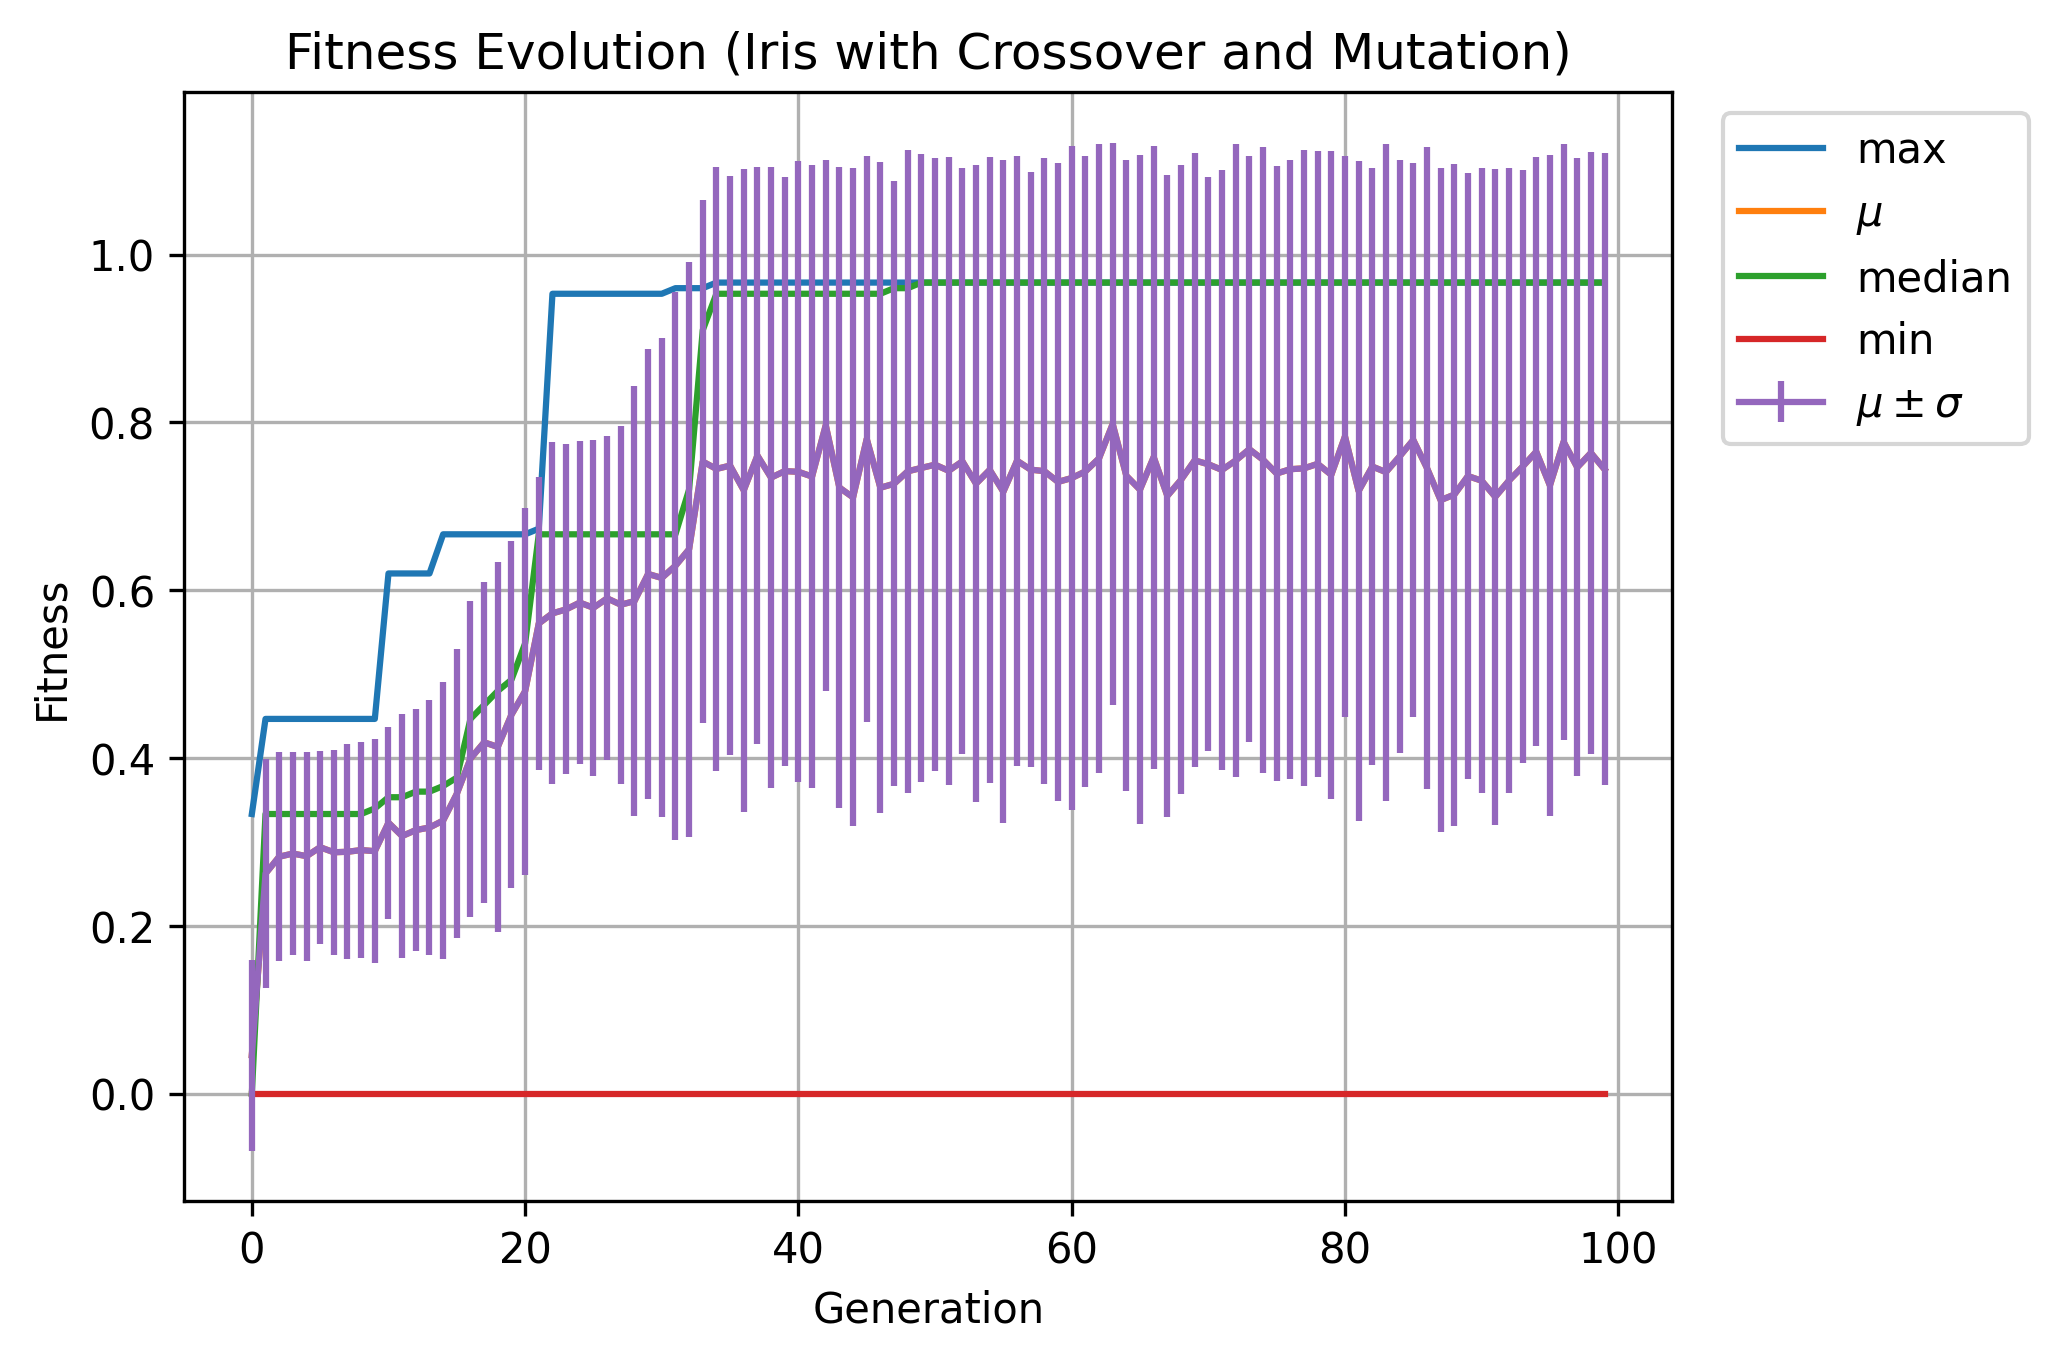 Fitness Evolution (Iris with Crossover and Mutation)
max
μ
median
min
μ ± σ
Fitness
1.0
0.8
0.6
0.4
0.2
0.0
0 20 40 60 80 100
Generation